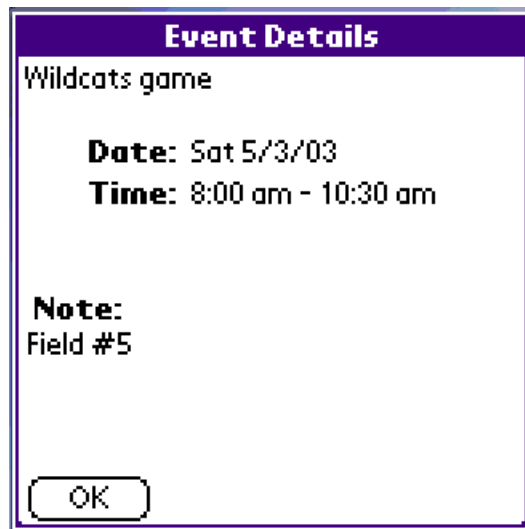 Event Details
Wildcats game
Date: Sat 5/3/03
Time: 8:00 am - 10:30 am
Note:
Field #5
OK